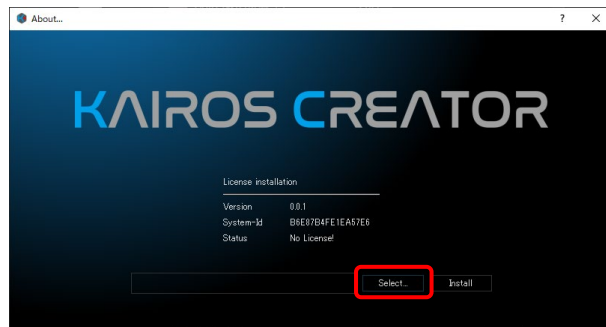 About...
?
KAIROS CREATOR
License installation
Version 0.0.1
System-Id B6E87B4FE1EA57E6
Status No License!
Select... Install